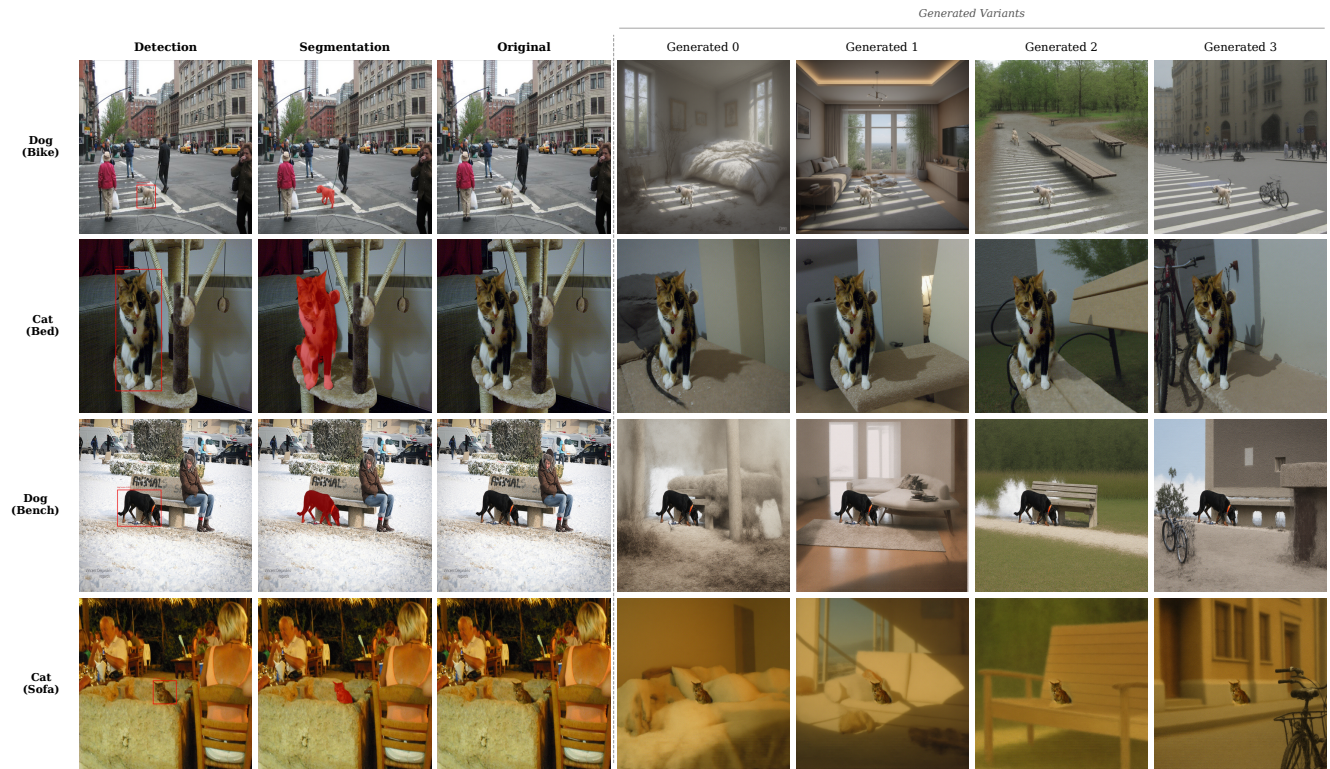 Generated Variants
Detection Segmentation Original Generated 0 Generated 1 Generated 2 Generated 3
Dog
(Bike)
Cat
(Bed)
Dog
(Bench)
ANIMALS
Cat
(Sofa)